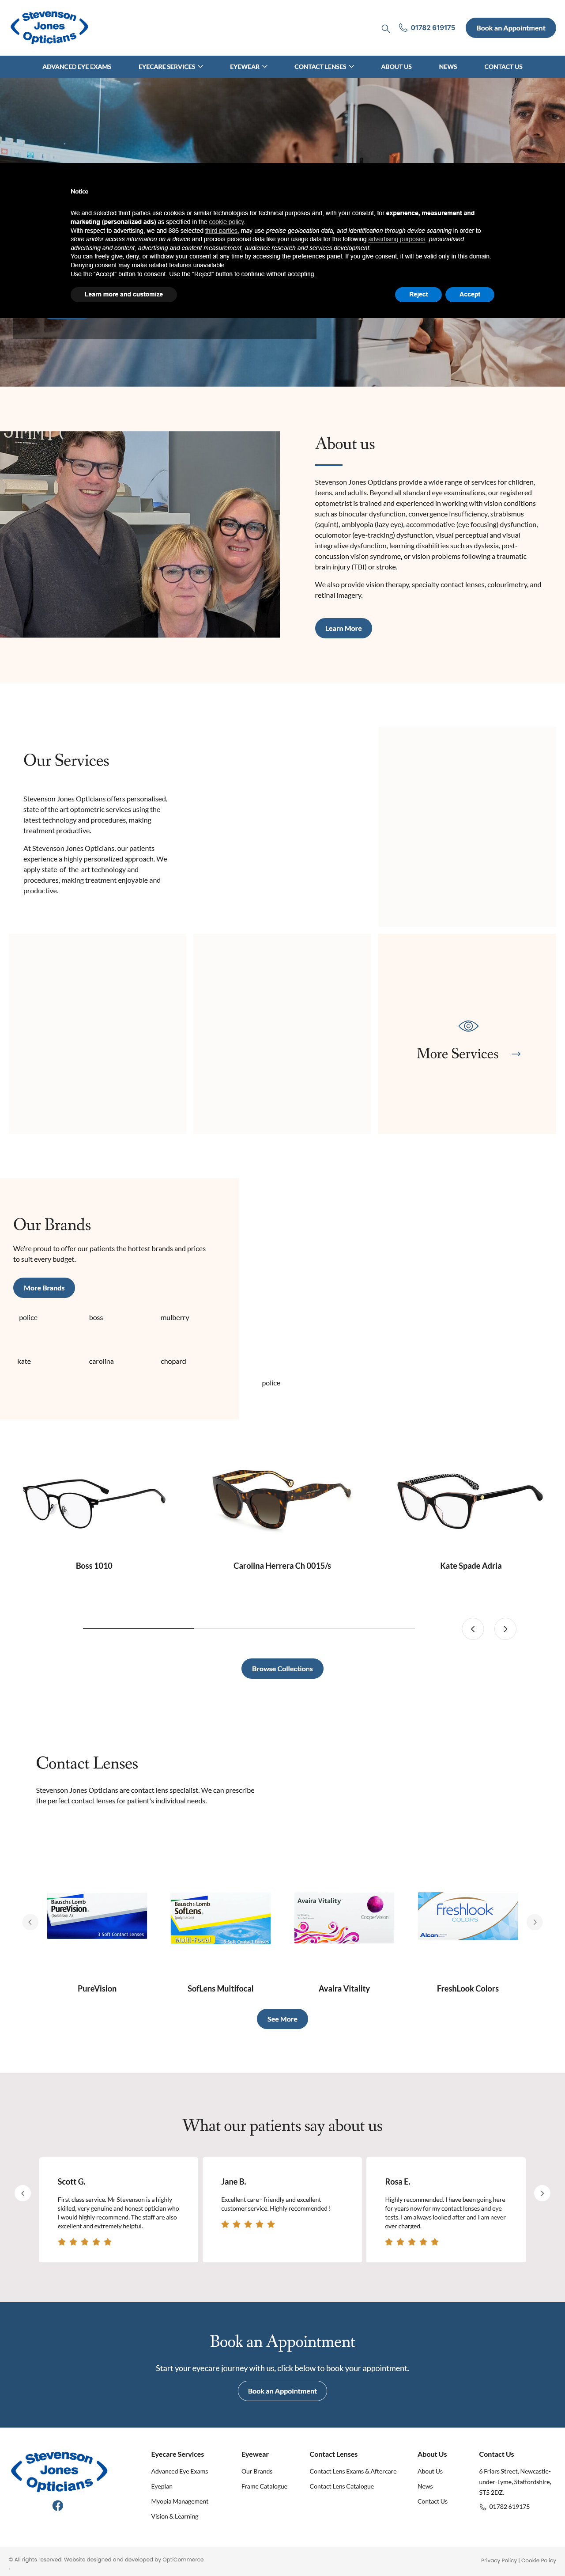 Stevenson
Jones
Opticians
01782 619175
Book an Appointment
ADVANCED EYE EXAMS
EYECARE SERVICES
EYEWEAR
CONTACT LENSES
ABOUT US
NEWS
CONTACT US
Notice
We and selected third parties use cookies or similar technologies for technical purposes and, with your consent, for experience, measurement and
marketing (personalized ads) as specified in the cookie policy.
With respect to advertising, we and 886 selected third parties, may use precise geolocation data, and identification through device scanning in order to
store and/or access information on a device and process personal data like your usage data for the following advertising purposes: personalised
advertising and content, advertising and content measurement, audience research and services development.
You can freely give, deny, or withdraw your consent at any time by accessing the preferences panel. If you give consent, it will be valid only in this domain.
Denying consent may make related features unavailable.
Use the “Accept” button to consent. Use the “Reject” button to continue without accepting.
Learn more and customize
Reject
Accept
About us
Stevenson Jones Opticians provide a wide range of services for children,
teens, and adults. Beyond all standard eye examinations, our registered
optometrist is trained and experienced in working with vision conditions
such as binocular dysfunction, convergence insufficiency, strabismus
(squint), amblyopia (lazy eye), accommodative (eye focusing) dysfunction,
oculomotor (eye-tracking) dysfunction, visual perceptual and visual
integrative dysfunction, learning disabilities such as dyslexia, post-
concussion vision syndrome, or vision problems following a traumatic
brain injury (TBI) or stroke.
We also provide vision therapy, specialty contact lenses, colourimetry, and
retinal imagery.
Learn More
Our Services
Stevenson Jones Opticians offers personalised,
state of the art optometric services using the
latest technology and procedures, making
treatment productive.
At Stevenson Jones Opticians, our patients
experience a highly personalized approach. We
apply state-of-the-art technology and
procedures, making treatment enjoyable and
productive.
More Services
Our Brands
We're proud to offer our patients the hottest brands and prices
to suit every budget.
More Brands
police
boss
mulberry
kate
carolina
chopard
police
Boss 1010
Carolina Herrera Ch 0015/s
Kate Spade Adria
Browse Collections
Contact Lenses
Stevenson Jones Opticians are contact lens specialist. We can prescribe
the perfect contact lenses for patient's individual needs.
Bausch&Lomb
PureVision
3 Soft Contact Lenses
Bausch&Lomb
SofLens
Multi-Focal
Avaira Vitality
CooperVision
Freshlook
COLORS
Alcon
PureVision
SofLens Multifocal
Avaira Vitality
FreshLook Colors
See More
What our patients say about us
Scott G.
First class service. Mr Stevenson is a highly
skilled, very genuine and honest optician who
I would highly recommend. The staff are also
excellent and extremely helpful.
Jane B.
Excellent care - friendly and excellent
customer service. Highly recommended !
Rosa E.
Highly recommended, I have been going here
for years now for my contact lenses and eye
tests. I am always looked after and I am never
over charged.
Book an Appointment
Start your eyecare journey with us, click below to book your appointment.
Book an Appointment
Stevenson
Jones
Opticians
Eyecare Services
Advanced Eye Exams
Eyeplan
Myopia Management
Vision & Learning
Eyewear
Our Brands
Frame Catalogue
Contact Lenses
Contact Lens Exams & Aftercare
Contact Lens Catalogue
About Us
About Us
News
Contact Us
Contact Us
6 Friars Street, Newcastle-
under-Lyme, Staffordshire,
ST5 2DZ.
01782 619175
© All rights reserved. Website designed and developed by OptiCommerce
Privacy Policy | Cookie Policy